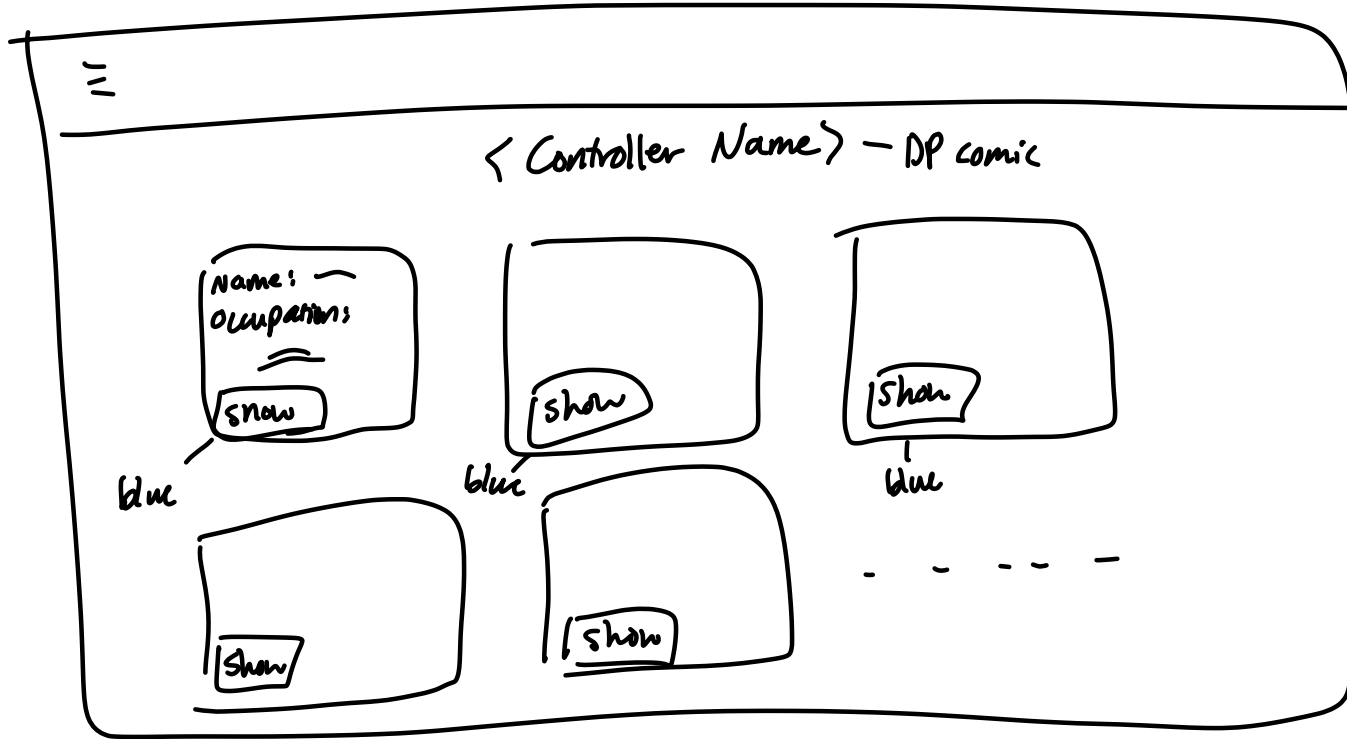 <Controller Name> – DP comic
Name:
occupation:
show
show
show
blue
blue
blue
show
show